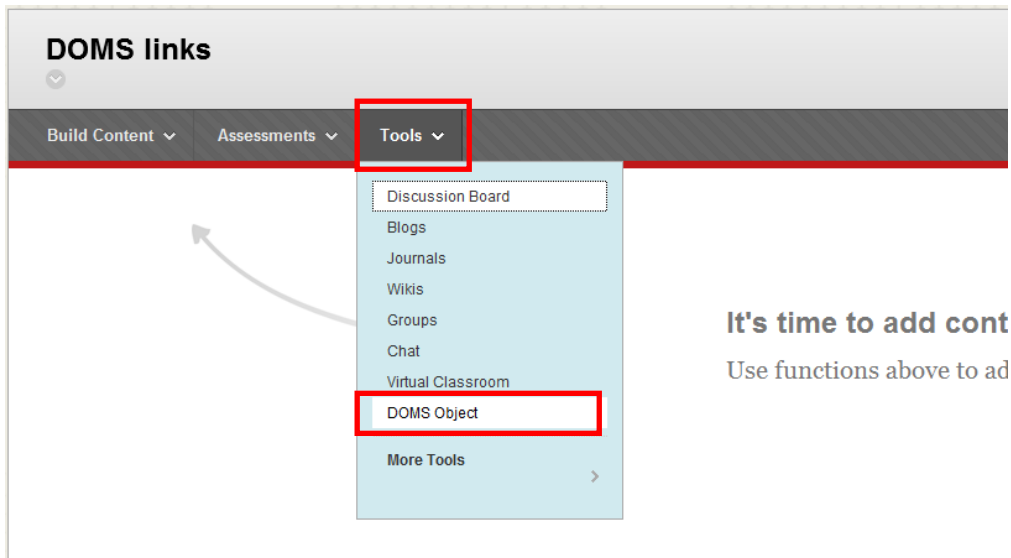 DOMS links
Build Content Assessments Tools
Discussion Board
Blogs
Journals
Wikis
Groups
Chat
Virtual Classroom
DOMS Object
More Tools
It's time to add cont
Use functions above to ad